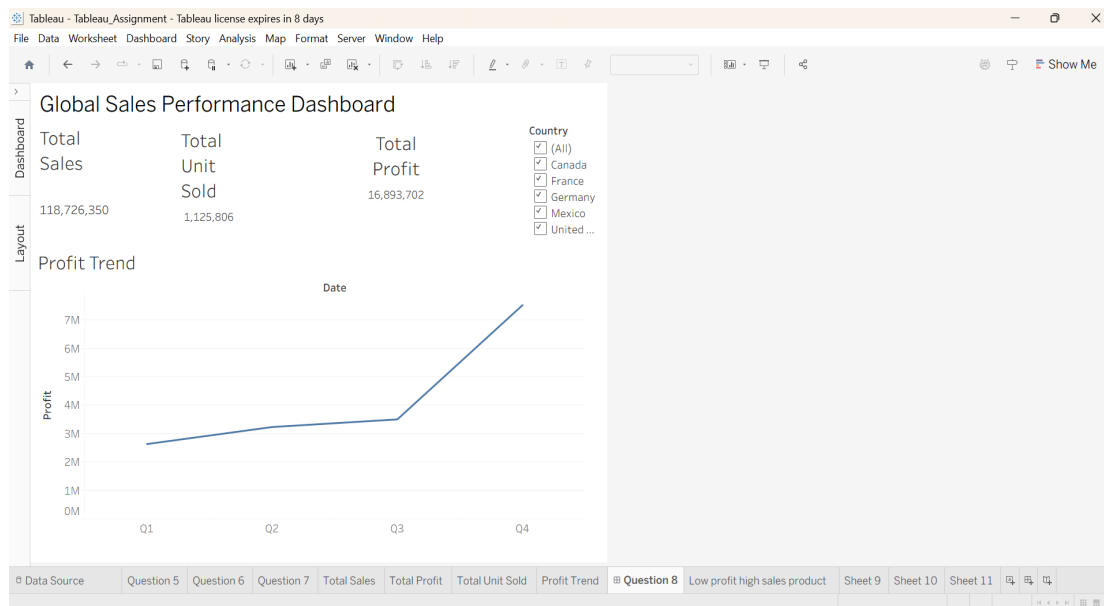 Tableau - Tableau_Assignment - Tableau license expires in 8 days
File Data Worksheet Dashboard Story Analysis Map Format Server Window Help
Show Me
Dashboard
Layout
Global Sales Performance Dashboard
Total
Sales
118,726,350
Total
Unit
Sold
1,125,806
Total
Profit
16,893,702
Country
(All)
Canada
France
Germany
Mexico
United ...
Profit Trend
Date
Profit
7M
6M
5M
4M
3M
2M
1M
0M
Q1 Q2 Q3 Q4
Data Source Question 5 Question 6 Question 7 Total Sales Total Profit Total Unit Sold Profit Trend Question 8 Low profit high sales product Sheet 9 Sheet 10 Sheet 11